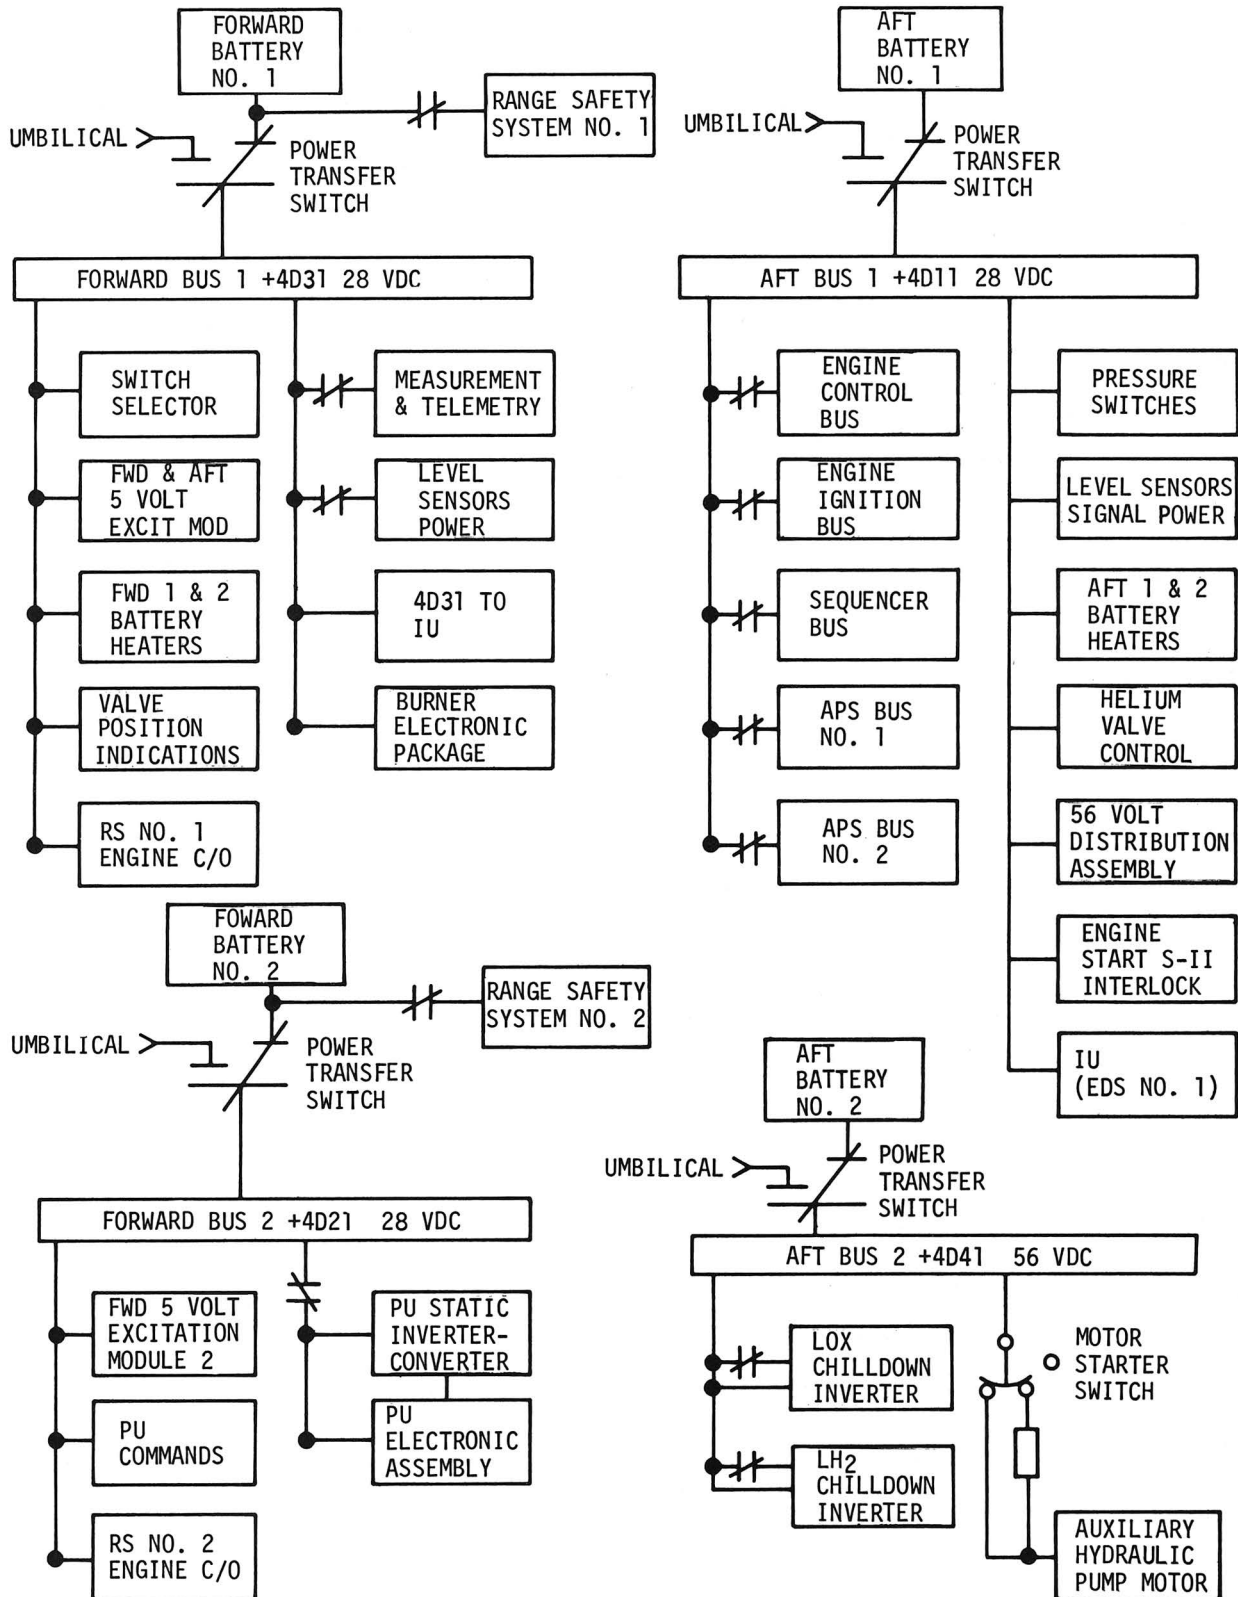 FORWARD
BATTERY
NO. 1
RANGE SAFETY
SYSTEM NO. 1
UMBILICAL
POWER
TRANSFER
SWITCH
FORWARD BUS 1 +4D31 28 VDC
SWITCH
SELECTOR
FWD & AFT
5 VOLT
EXCIT MOD
FWD 1 & 2
BATTERY
HEATERS
VALVE
POSITION
INDICATIONS
RS NO. 1
ENGINE C/O
MEASUREMENT
& TELEMETRY
LEVEL
SENSORS
POWER
4D31 TO
IU
BURNER
ELECTRONIC
PACKAGE
AFT
BATTERY
NO. 1
UMBILICAL
POWER
TRANSFER
SWITCH
AFT BUS 1 +4D11 28 VDC
ENGINE
CONTROL
BUS
ENGINE
IGNITION
BUS
SEQUENCER
BUS
APS BUS
NO. 1
APS BUS
NO. 2
PRESSURE
SWITCHES
LEVEL SENSORS
SIGNAL POWER
AFT 1 & 2
BATTERY
HEATERS
HELIUM
VALVE
CONTROL
56 VOLT
DISTRIBUTION
ASSEMBLY
ENGINE
START S-II
INTERLOCK
IU
(EDS NO. 1)
FOWARD
BATTERY
NO. 2
RANGE SAFETY
SYSTEM NO. 2
UMBILICAL
POWER
TRANSFER
SWITCH
FORWARD BUS 2 +4D21 28 VDC
FWD 5 VOLT
EXCITATION
MODULE 2
PU
COMMANDS
RS NO. 2
ENGINE C/O
PU STATIC
INVERTER-
CONVERTER
PU
ELECTRONIC
ASSEMBLY
AFT
BATTERY
NO. 2
UMBILICAL
POWER
TRANSFER
SWITCH
AFT BUS 2 +4D41 56 VDC
LOX
CHILLDOWN
INVERTER
LH2
CHILLDOWN
INVERTER
MOTOR
STARTER
SWITCH
AUXILIARY
HYDRAULIC
PUMP MOTOR